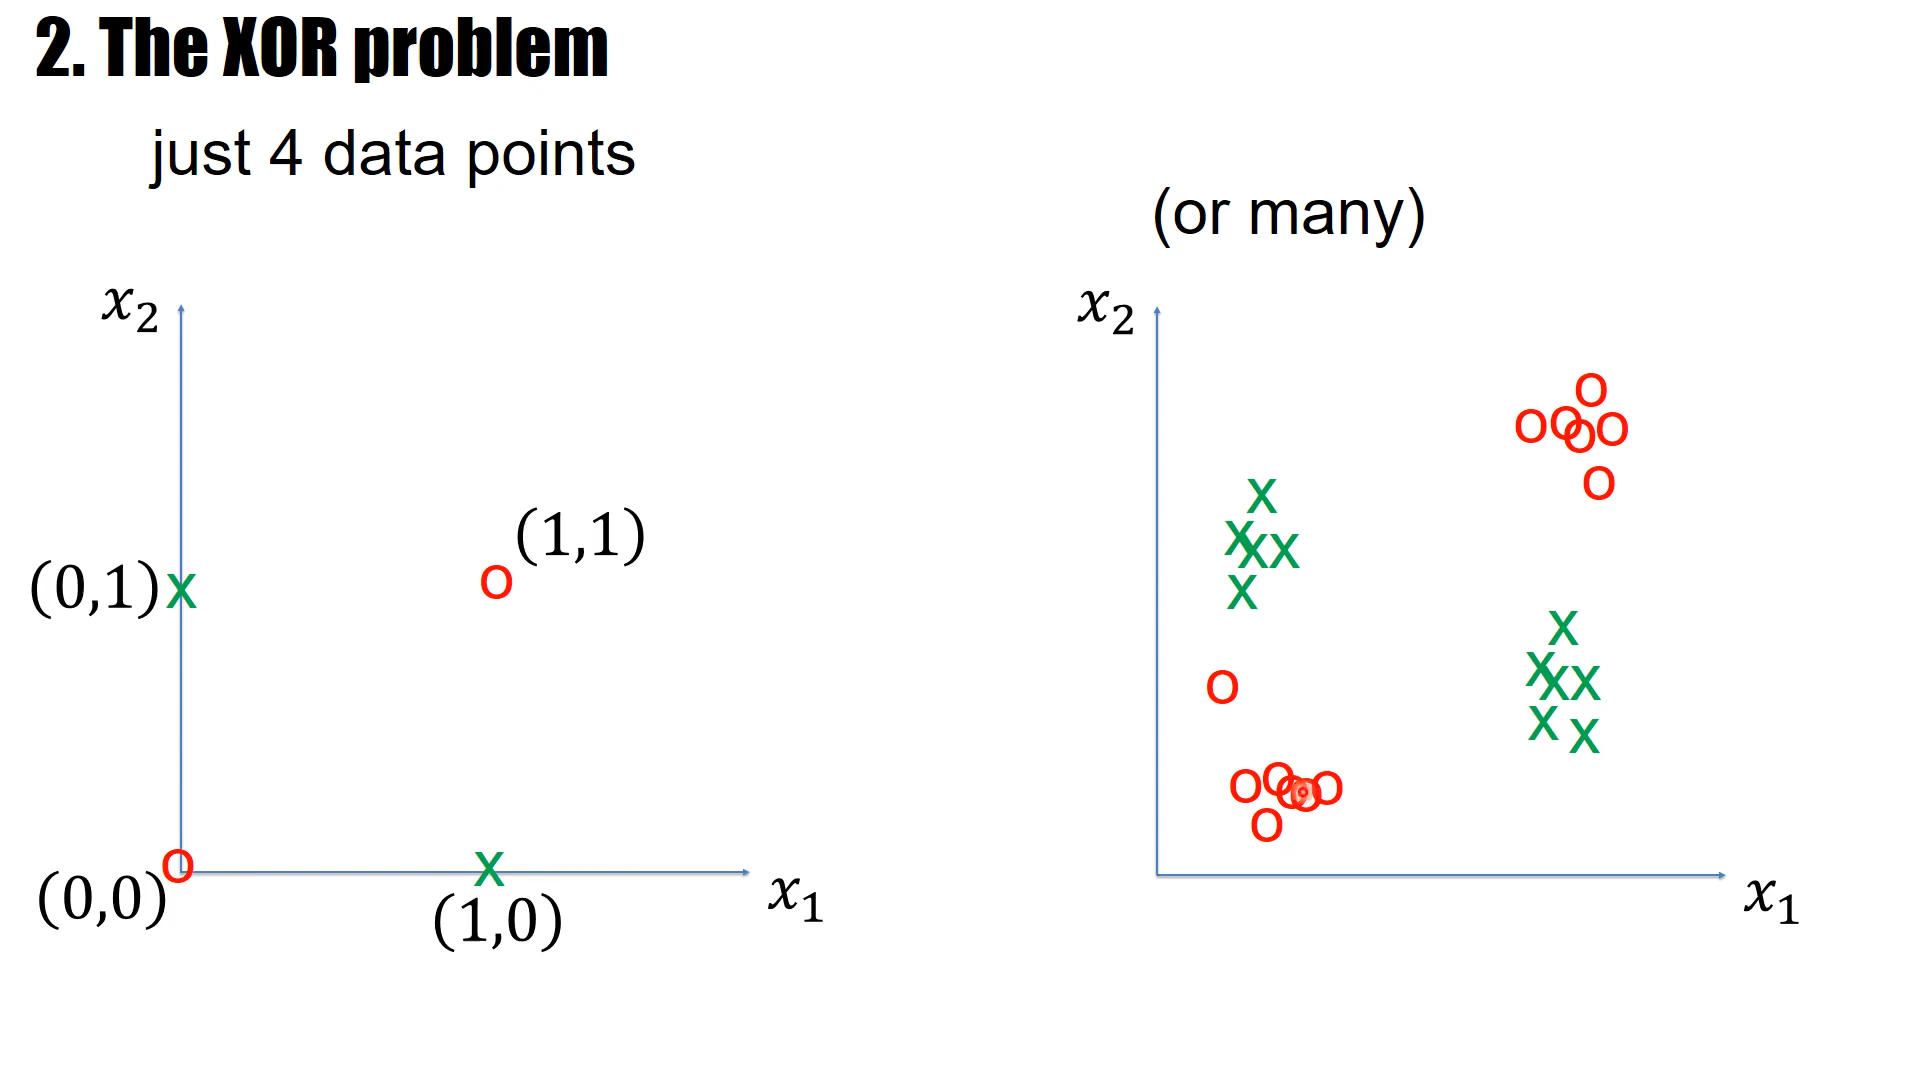 2. The XOR problem
just 4 data points
(or many)
x₂
(1,1)
o
(0,1) x
o
(0,0)
x
(1,0)
x₁
x₂
o
o o o o
o
x
x x x
x
x
x x x
x x
o
o o o o o
o
x₁